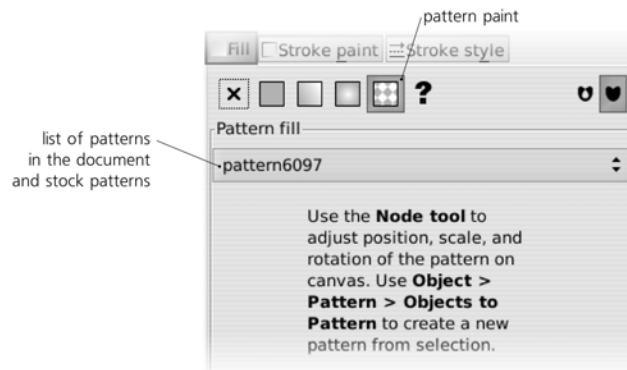 pattern paint
Fill Stroke paint Stroke style
?
Pattern fill
list of patterns
in the document
and stock patterns
pattern6097
Use the Node tool to
adjust position, scale, and
rotation of the pattern on
canvas. Use Object >
Pattern > Objects to
Pattern to create a new
pattern from selection.